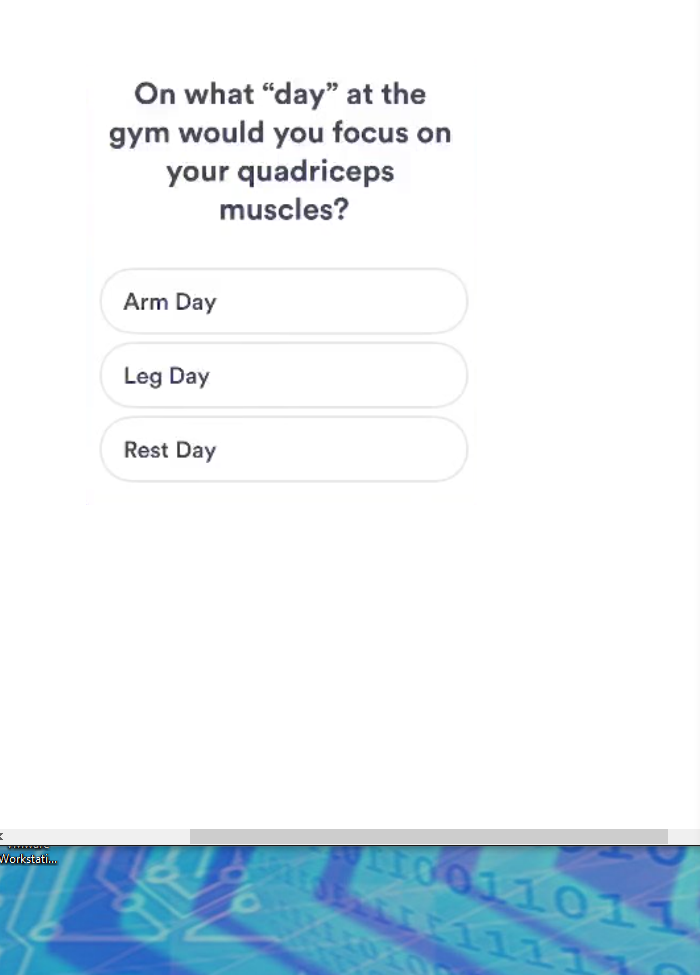 On what “day” at the
gym would you focus on
your quadriceps
muscles?
Arm Day
Leg Day
Rest Day
Workstati...